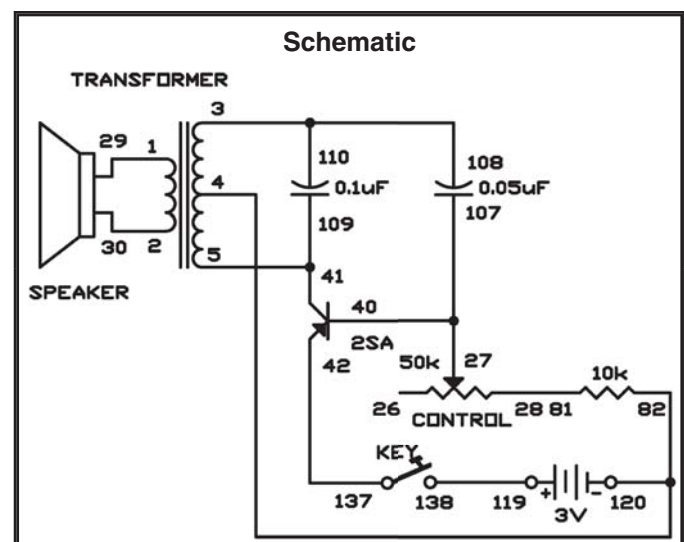 Schematic
TRANSFORMER
3
29 1
110 108
4 0.1uF 0.05uF
109 107
30 2 5
41
SPEAKER
40
2SA
42 50k 27
10k
26 28 81 82
CONTROL
KEY
137 138 119 + - 120
3V